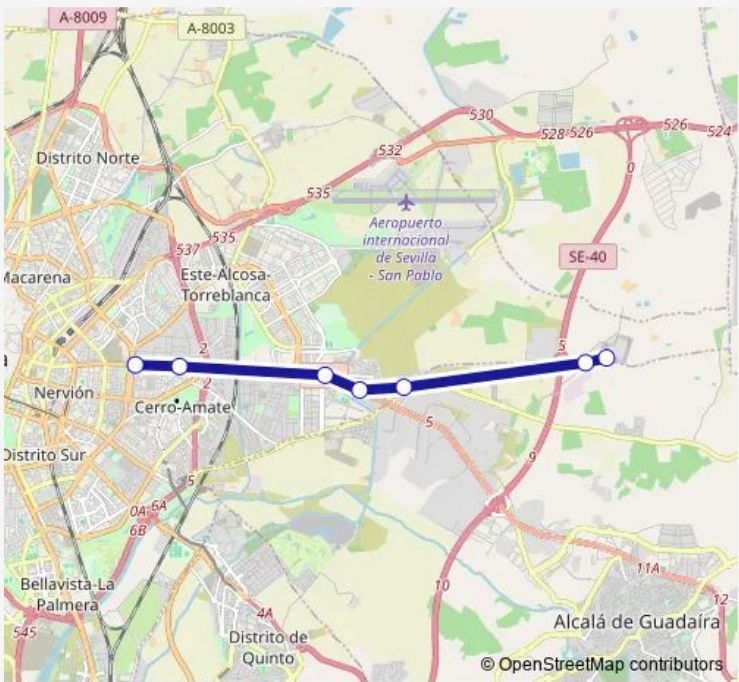 A-8009
A-8003
530
528
526
526
524
532
Distrito Norte
0
535
Aeropuerto
internacional
de Sevilla
- San Pablo
535
537
SE-40
Macarena
Este-Alcosa-
Torreblanca
2
5
2
Nervión
Cerro-Amate
5
Distrito Sur
9
5
0A
6A
6B
11A
10
Bellavista-La
Palmera
12
4A
Alcalá de Guadaíra
545
Distrito de
Quinto
© OpenStreetMap contributors